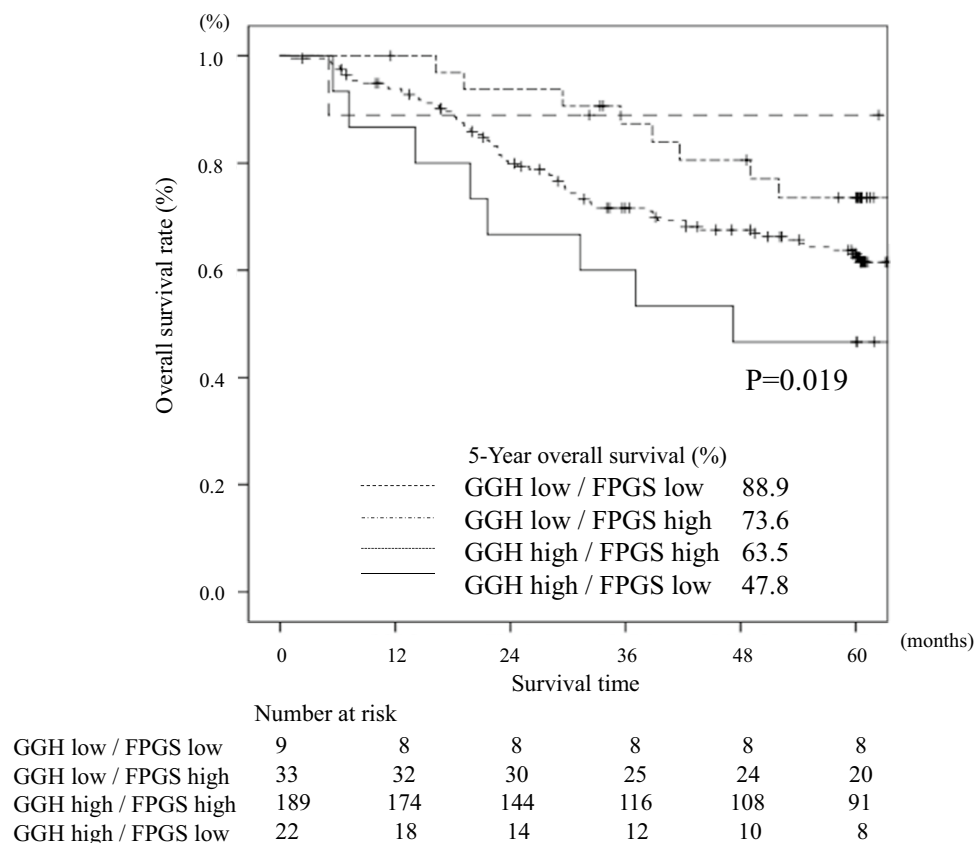 (%)
1.0
0.8
0.6
0.4
0.2
0.0
Overall survival rate (%)
P=0.019
5-Year overall survival (%)
GGH low / FPGS low 88.9
GGH low / FPGS high 73.6
GGH high / FPGS high 63.5
GGH high / FPGS low 47.8
0 12 24 36 48 60 (months)
Survival time
Number at risk
GGH low / FPGS low 9 8 8 8 8 8
GGH low / FPGS high 33 32 30 25 24 20
GGH high / FPGS high 189 174 144 116 108 91
GGH high / FPGS low 22 18 14 12 10 8